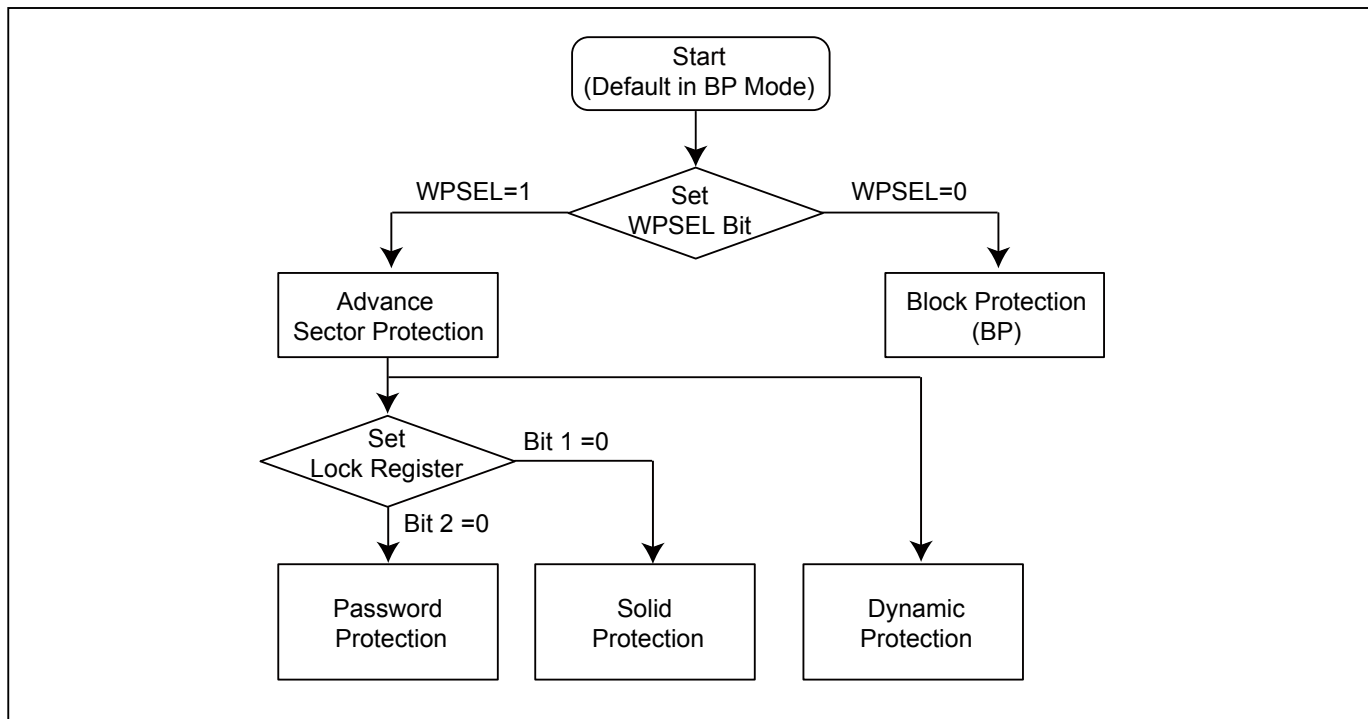 Start
(Default in BP Mode)
WPSEL=1
Set
WPSEL Bit
WPSEL=0
Advance
Sector Protection
Block Protection
(BP)
Set
Lock Register
Bit 1 =0
Bit 2 =0
Password
Protection
Solid
Protection
Dynamic
Protection